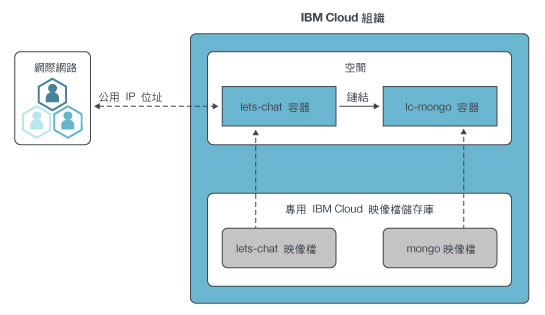 IBM Cloud 組織
網際網路
空間
公用 IP 位址
lets-chat 容器
鏈結
lc-mongo 容器
專用 IBM Cloud 映像檔儲存庫
lets-chat 映像檔
mongo 映像檔